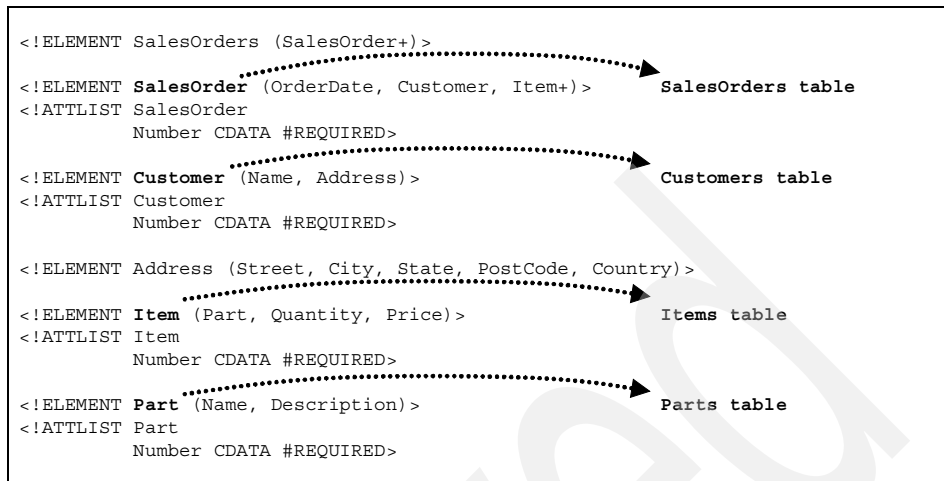 <!ELEMENT SalesOrders (SalesOrder+)>
<!ELEMENT SalesOrder (OrderDate, Customer, Item+)> SalesOrders table
<!ATTLIST SalesOrder
Number CDATA #REQUIRED>
<!ELEMENT Customer (Name, Address)> Customers table
<!ATTLIST Customer
Number CDATA #REQUIRED>
<!ELEMENT Address (Street, City, State, PostCode, Country)>
<!ELEMENT Item (Part, Quantity, Price)> Items table
<!ATTLIST Item
Number CDATA #REQUIRED>
<!ELEMENT Part (Name, Description)> Parts table
<!ATTLIST Part
Number CDATA #REQUIRED>